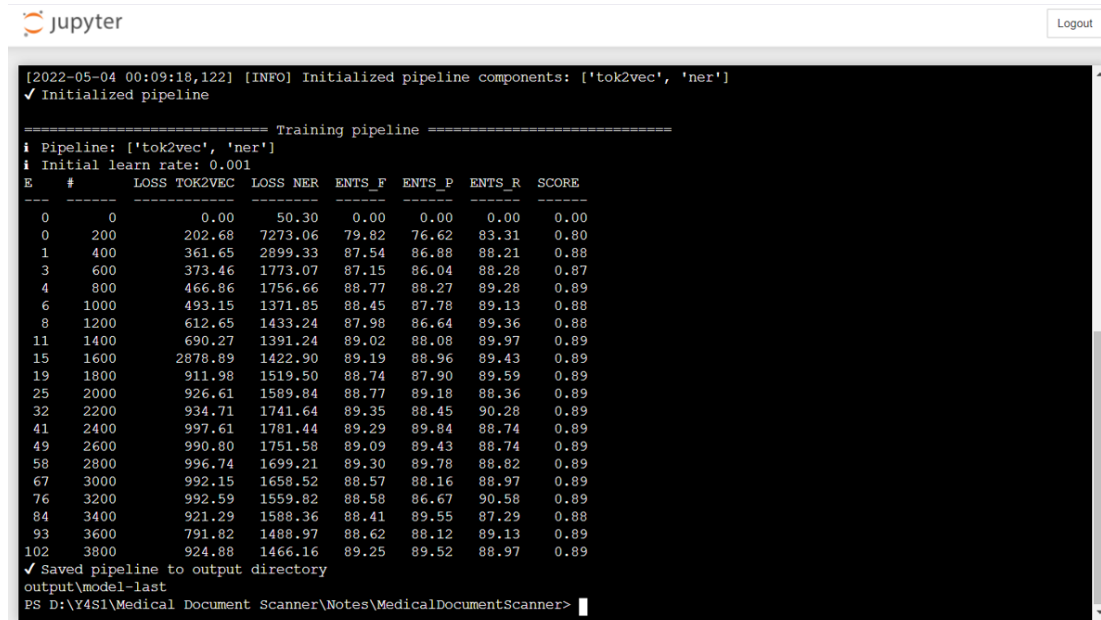 jupyter
Logout
[2022-05-04 00:09:18,122] [INFO] Initialized pipeline components: ['tok2vec', 'ner']
✔ Initialized pipeline
============================= Training pipeline =============================
ℹ Pipeline: ['tok2vec', 'ner']
ℹ Initial learn rate: 0.001
E    #       LOSS TOK2VEC  LOSS NER  ENTS_F  ENTS_P  ENTS_R  SCORE
---  ------  ------------  --------  ------  ------  ------  ------
  0       0          0.00     50.30    0.00    0.00    0.00    0.00
  0     200        202.68   7273.06   79.82   76.62   83.31    0.80
  1     400        361.65   2899.33   87.54   86.88   88.21    0.88
  3     600        373.46   1773.07   87.15   86.04   88.28    0.87
  4     800        466.86   1756.66   88.77   88.27   89.28    0.89
  6    1000        493.15   1371.85   88.45   87.78   89.13    0.88
  8    1200        612.65   1433.24   87.98   86.64   89.36    0.88
 11    1400        690.27   1391.24   89.02   88.08   89.97    0.89
 15    1600       2878.89   1422.90   89.19   88.96   89.43    0.89
 19    1800        911.98   1519.50   88.74   87.90   89.59    0.89
 25    2000        926.61   1589.84   88.77   89.18   88.36    0.89
 32    2200        934.71   1741.64   89.35   88.45   90.28    0.89
 41    2400        997.61   1781.44   89.29   89.84   88.74    0.89
 49    2600        990.80   1751.58   89.09   89.43   88.74    0.89
 58    2800        996.74   1699.21   89.30   89.78   88.82    0.89
 67    3000        992.15   1658.52   88.57   88.16   88.97    0.89
 76    3200        992.59   1559.82   88.58   86.67   90.58    0.89
 84    3400        921.29   1588.36   88.41   89.55   87.29    0.88
 93    3600        791.82   1488.97   88.62   88.12   89.13    0.89
102    3800        924.88   1466.16   89.25   89.52   88.97    0.89
✔ Saved pipeline to output directory
output\model-last
PS D:\Y4S1\Medical Document Scanner\Notes\MedicalDocumentScanner>